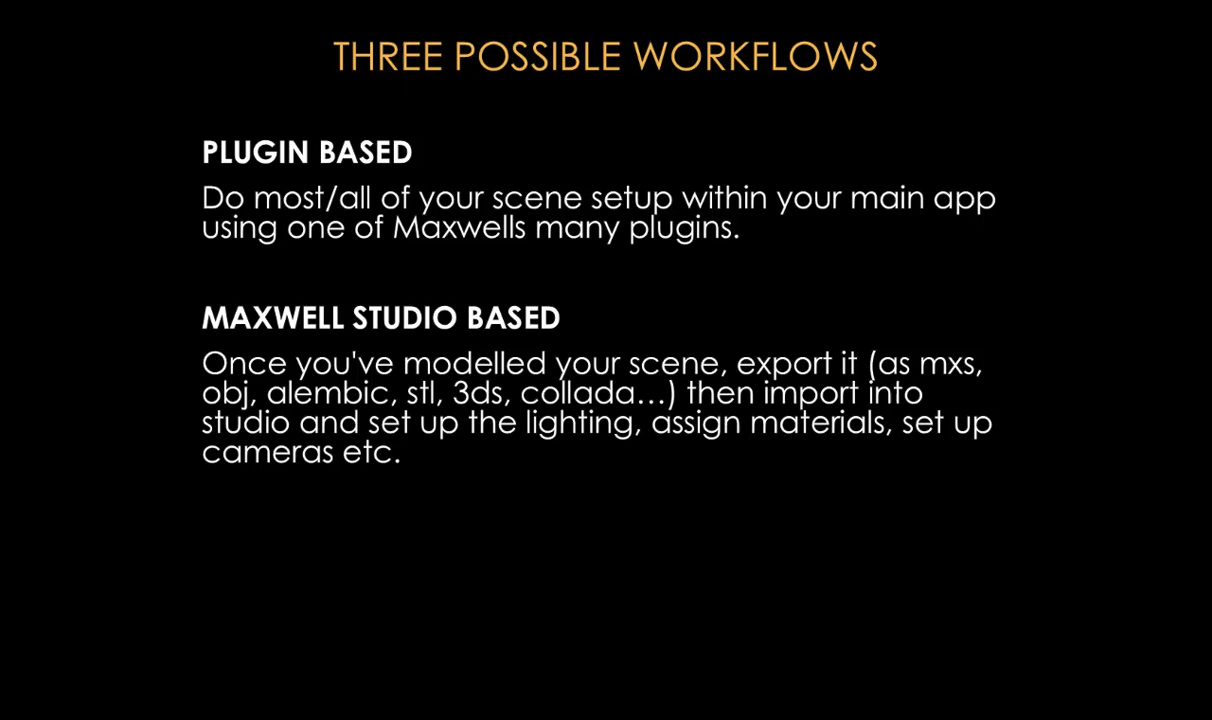 THREE POSSIBLE WORKFLOWS
PLUGIN BASED
Do most/all of your scene setup within your main app
using one of Maxwells many plugins.
MAXWELL STUDIO BASED
Once you've modelled your scene, export it (as mxs,
obj, alembic, stl, 3ds, collada...) then import into
studio and set up the lighting, assign materials, set up
cameras etc.